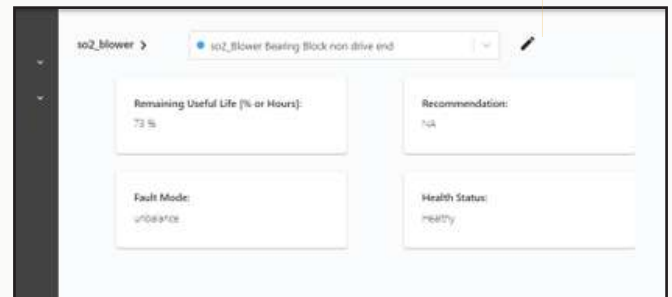 so2_blower >
so2_Blower Bearing Block non drive end
Remaining Useful Life (% or Hours):
73 %
Recommendation:
NA
Fault Mode:
unbalance
Health Status:
Healthy